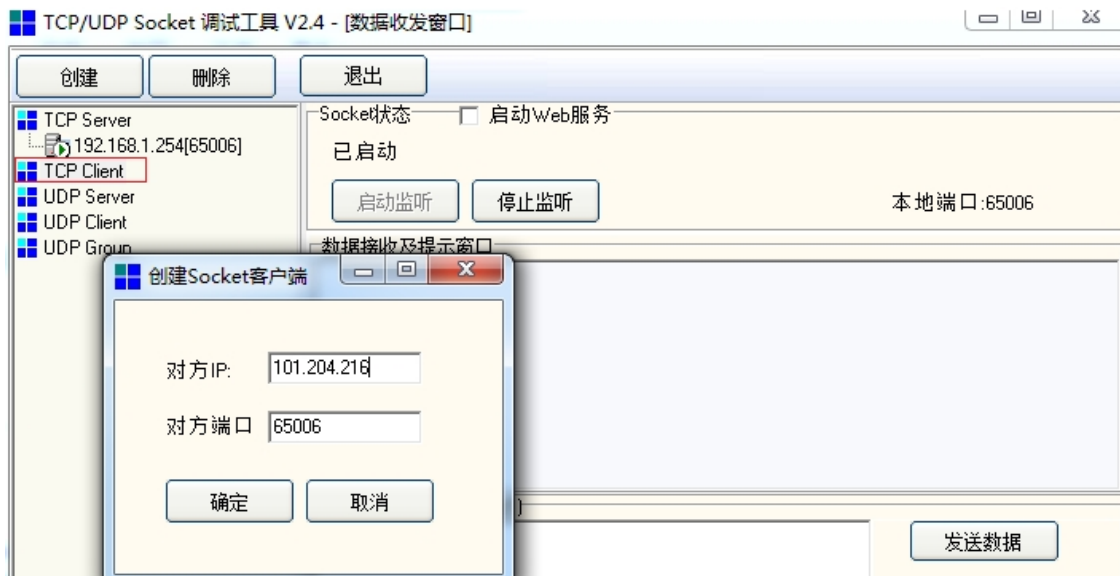 TCP/UDP Socket 调试工具 V2.4 - [数据收发窗口]
创建 删除 退出
TCP Server
192.168.1.254[65006]
TCP Client
UDP Server
UDP Client
UDP Group
Socket状态 启动Web服务
已启动
启动监听 停止监听 本地端口:65006
数据接收及提示窗口
创建Socket客户端
对方IP: 101.204.216
对方端口 65006
确定 取消
)
发送数据